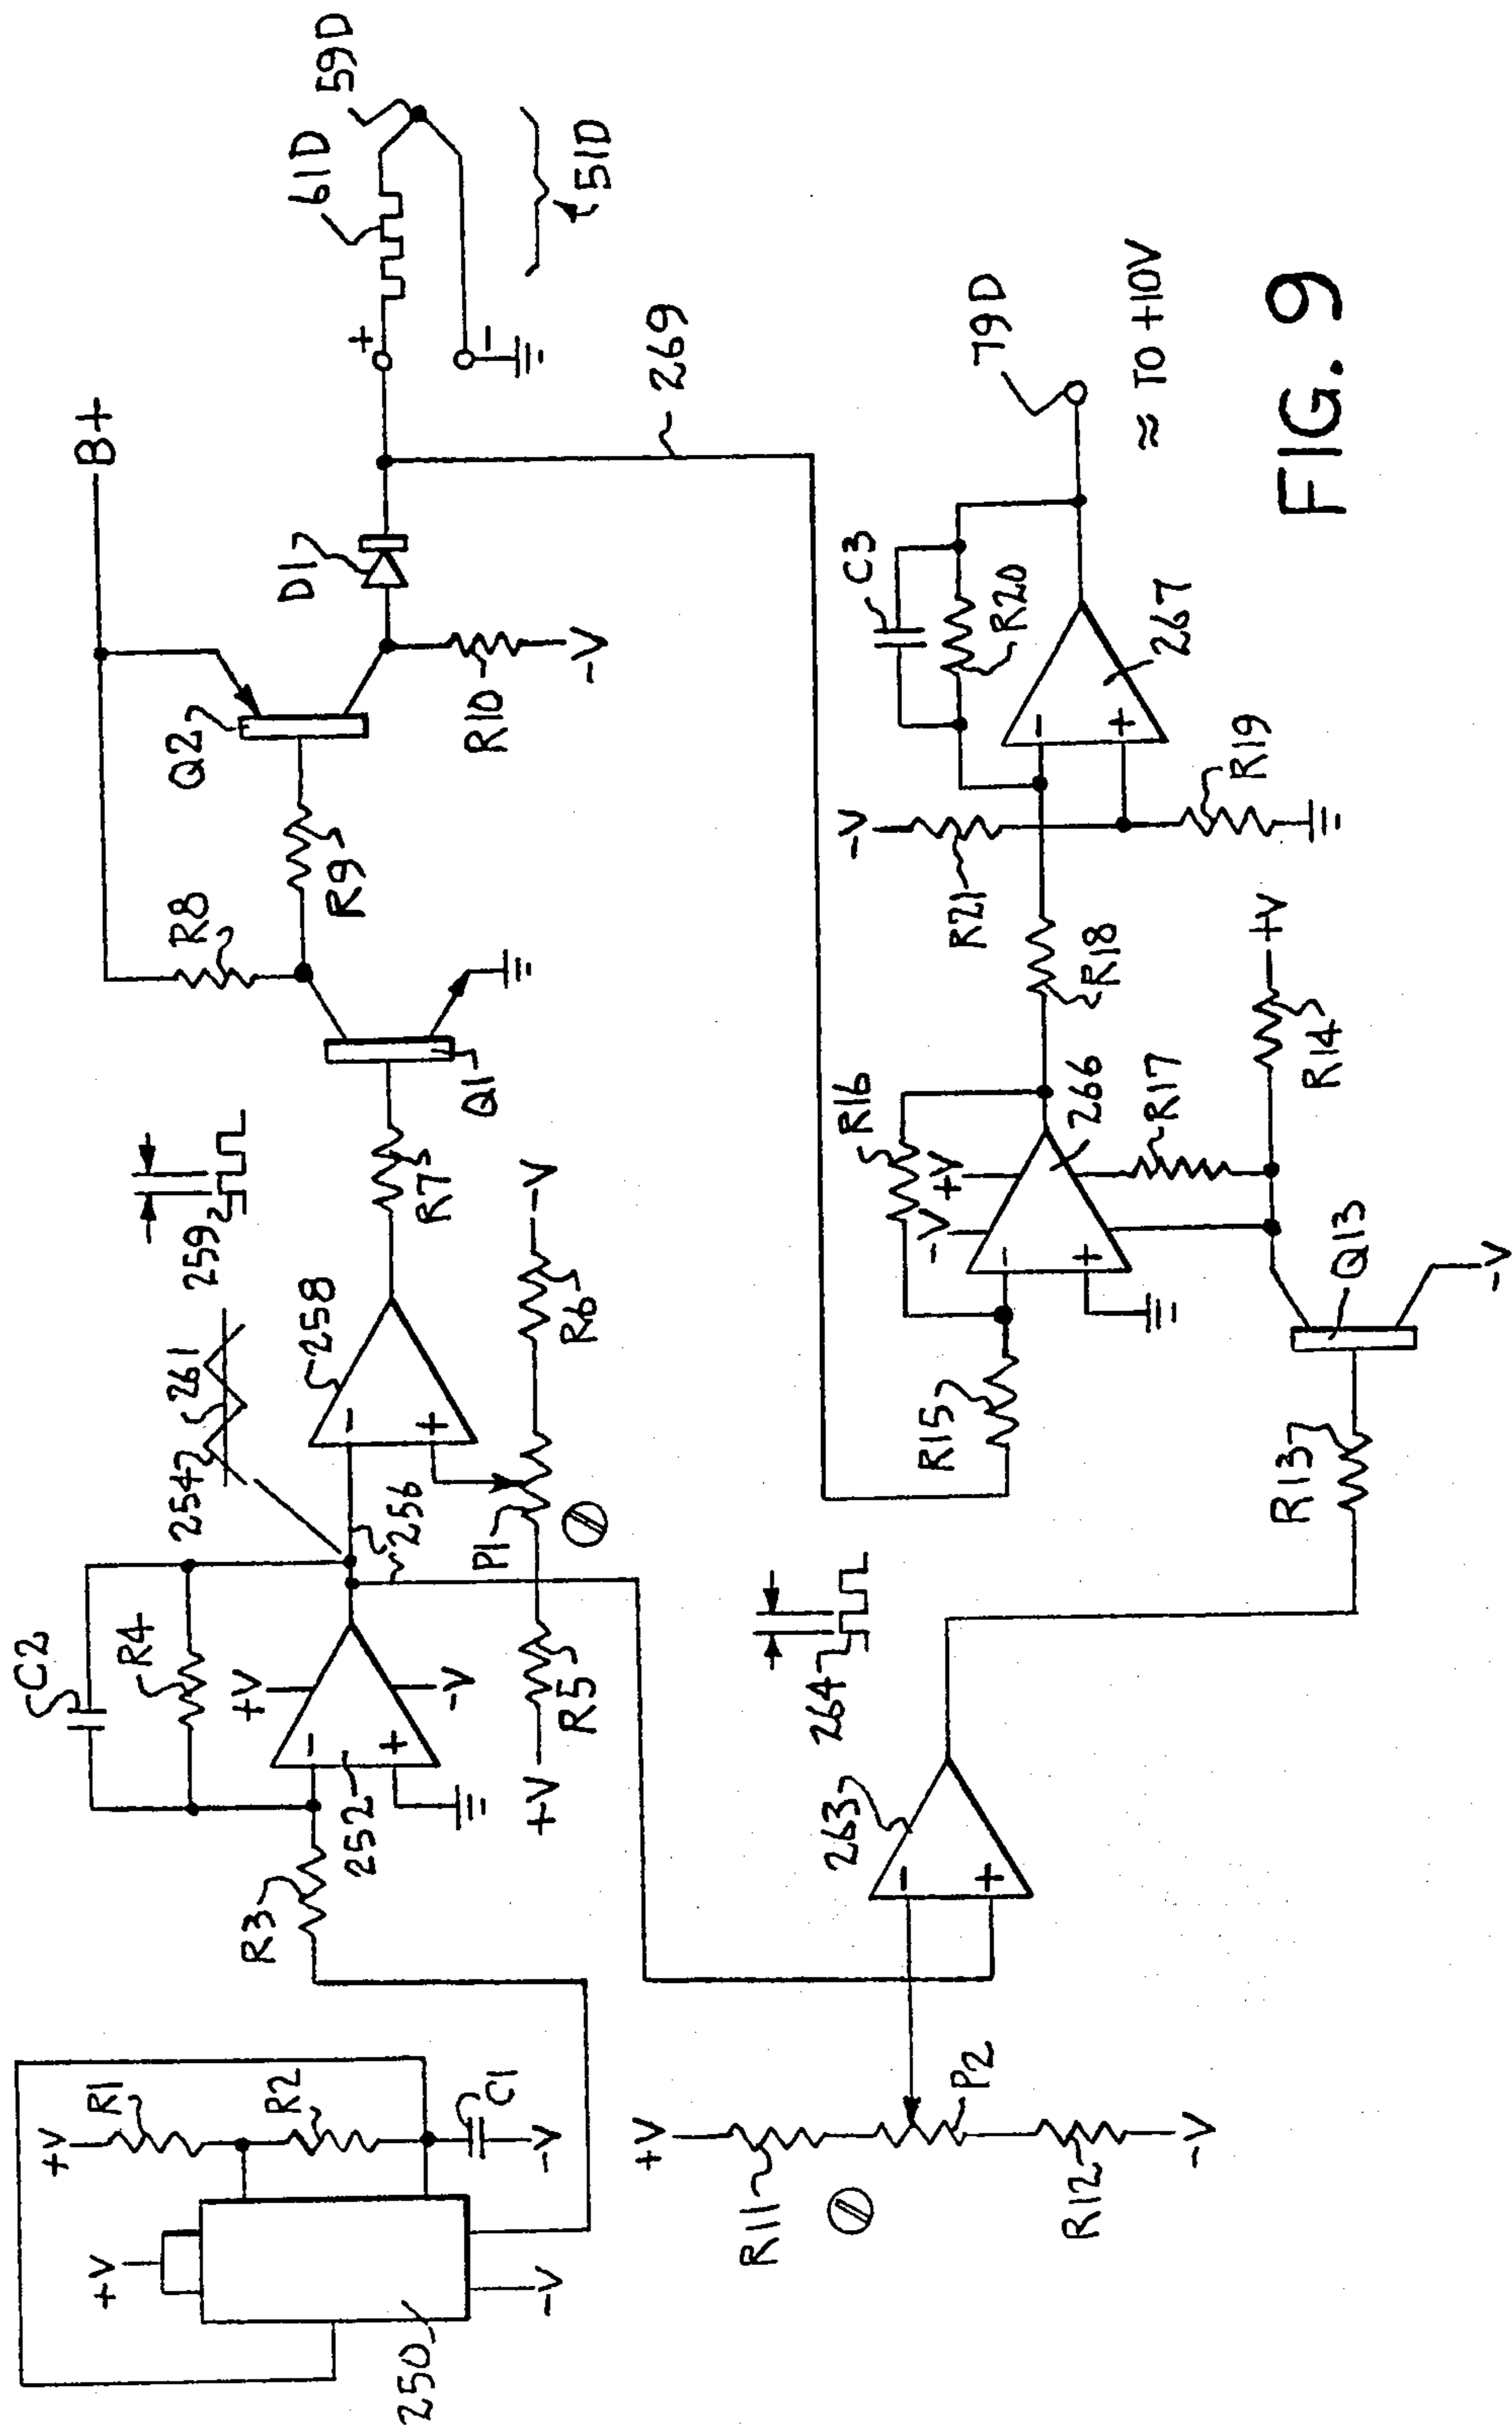 C2
B+
+V
R1
R4
259
+V
254
261
R8
Q2
R3
+V
R2
258
D1
61D
59D
252
−
+
−V
−
+
R9
250
−V
−V
C1
256
R7
Q1
R10
−V
+
−
P1
+V
R5
R6
−V
51D
+V
269
R11
263
264
R16
−V
C3
−
+
R15
−V
+V
R21
R20
79D
P2
−
+
266
R18
−
+
267
R12
−V
R17
R19
≈ TO +10V
R13
Q13
R14
+V
−V
FIG. 9